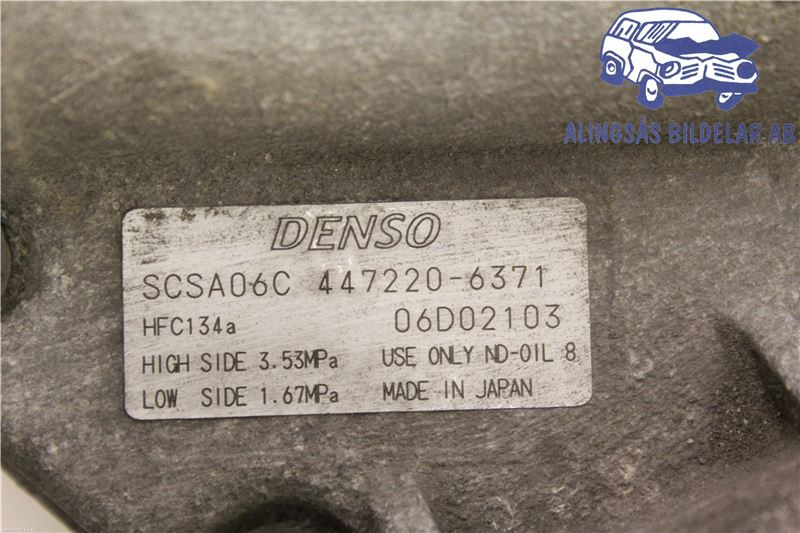 ALINGSÅS BILDELAR AB
DENSO
SCSA06C 447220-6371
HFC134a 06D02103
HIGH SIDE 3.53MPa USE ONLY ND-OIL 8
LOW SIDE 1.67MPa MADE IN JAPAN